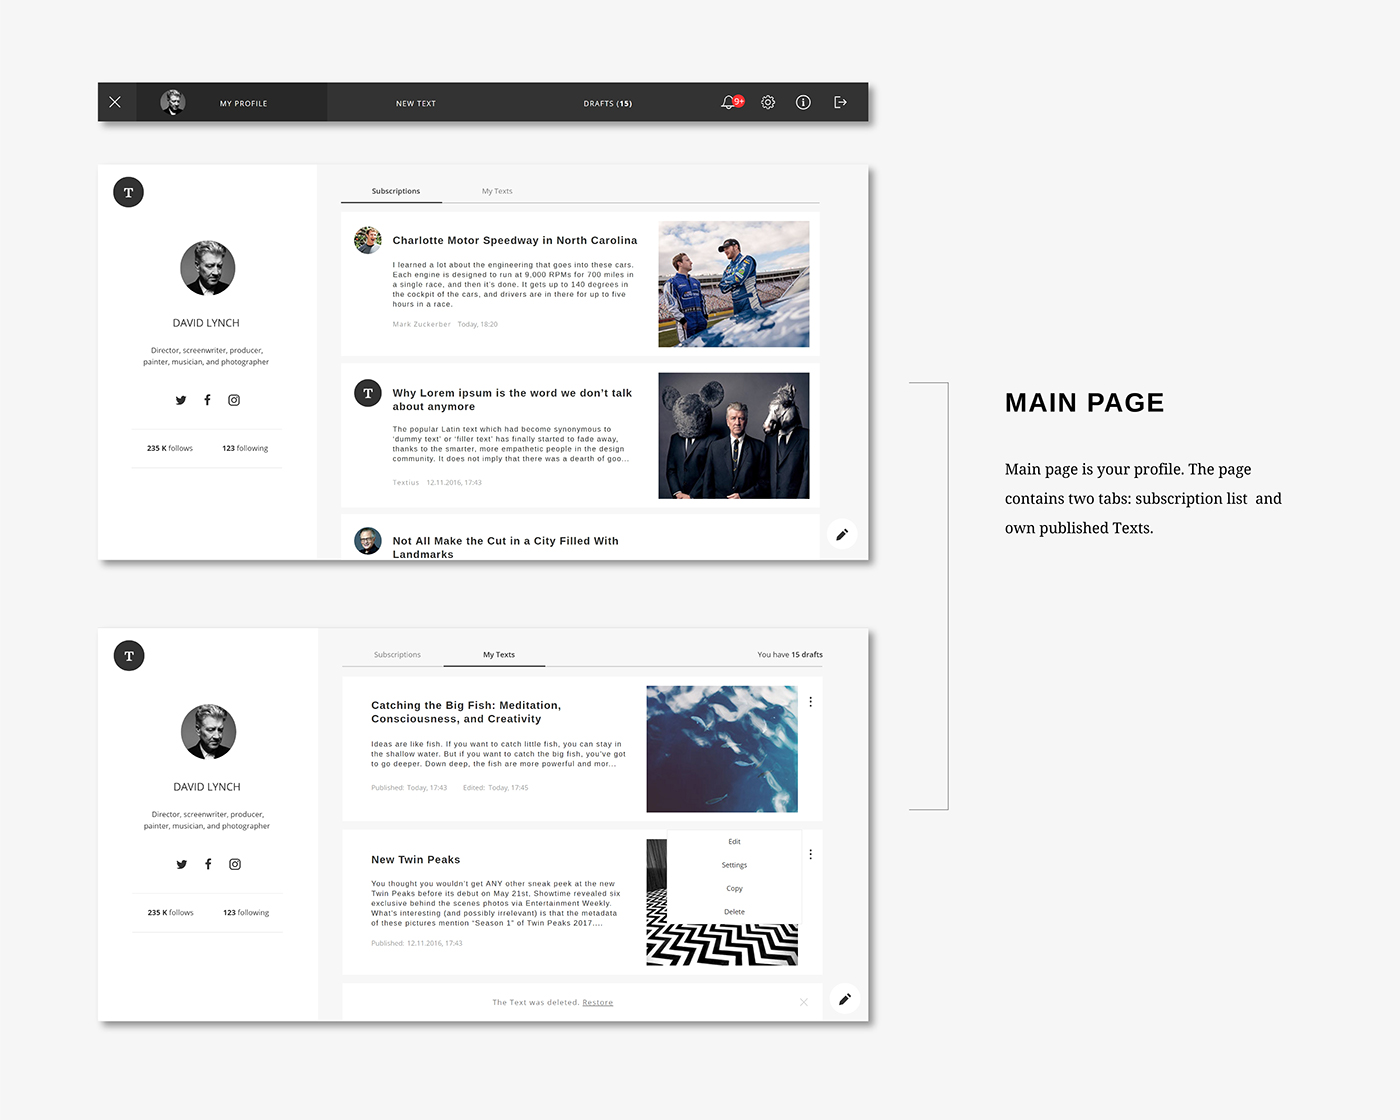 MY PROFILE
NEW TEXT
DRAFTS (15)
9+
T
DAVID LYNCH
Director, screenwriter, producer,
painter, musician, and photographer
235 K follows
123 following
Subscriptions
My Texts
Charlotte Motor Speedway in North Carolina
I learned a lot about the engineering that goes into these cars.
Each engine is designed to run at 9,000 RPMs for 700 miles in
a single race, and then it's done. It gets up to 140 degrees in
the cockpit of the cars, and drivers are in there for up to five
hours in a race.
Mark Zuckerber Today, 18:20
T
Why Lorem ipsum is the word we don't talk
about anymore
The popular Latin text which had become synonymous to
'dummy text' or 'filler text' has finally started to fade away,
thanks to the smarter, more empathetic people in the design
community. It does not imply that there was a dearth of goo...
Textius 12.11.2016, 17:43
Not All Make the Cut in a City Filled With
Landmarks
MAIN PAGE
Main page is your profile. The page
contains two tabs: subscription list and
own published Texts.
T
DAVID LYNCH
Director, screenwriter, producer,
painter, musician, and photographer
235 K follows
123 following
Subscriptions
My Texts
You have 15 drafts
Catching the Big Fish: Meditation,
Consciousness, and Creativity
Ideas are like fish. If you want to catch little fish, you can stay in
the shallow water. But if you want to catch the big fish, you've got
to go deeper. Down deep, the fish are more powerful and mor...
Published: Today, 17:43 Edited: Today, 17:45
New Twin Peaks
You thought you wouldn't get ANY other sneak peek at the new
Twin Peaks before its debut on May 21st, Showtime revealed six
exclusive behind the scenes photos via Entertainment Weekly.
What's interesting (and possibly irrelevant) is that the metadata
of these pictures mention "Season 1" of Twin Peaks 2017....
Published: 12.11.2016, 17:43
Edit
Settings
Copy
Delete
The Text was deleted. Restore